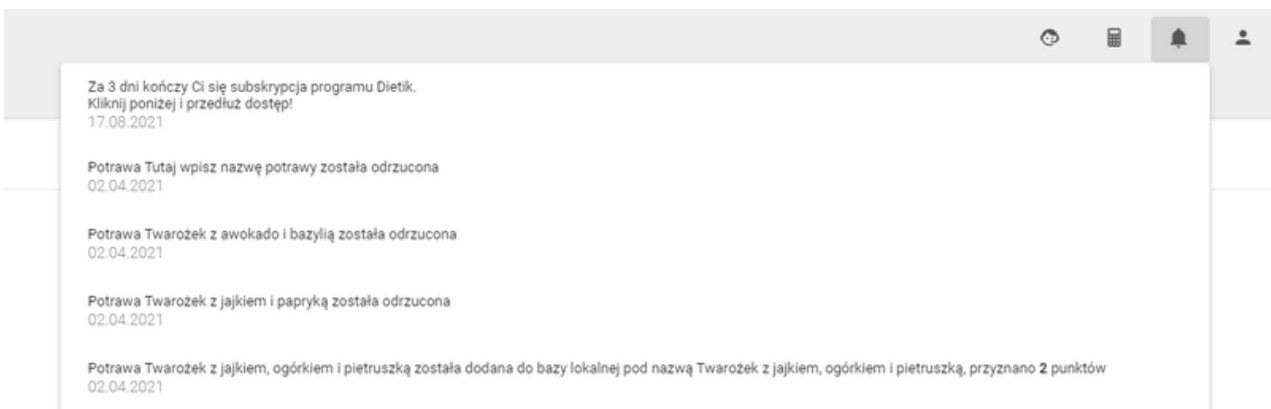 Za 3 dni kończy Ci się subskrypcja programu Dietik.
Kliknij poniżej i przedłuż dostęp!
17.08.2021
Potrawa Tutaj wpisz nazwę potrawy została odrzucona
02.04.2021
Potrawa Twarożek z awokado i bazylią została odrzucona
02.04.2021
Potrawa Twarożek z jajkiem i papryką została odrzucona
02.04.2021
Potrawa Twarożek z jajkiem, ogórkiem i pietruszką została dodana do bazy lokalnej pod nazwą Twarożek z jajkiem, ogórkiem i pietruszką, przyznano 2 punktów
02.04.2021